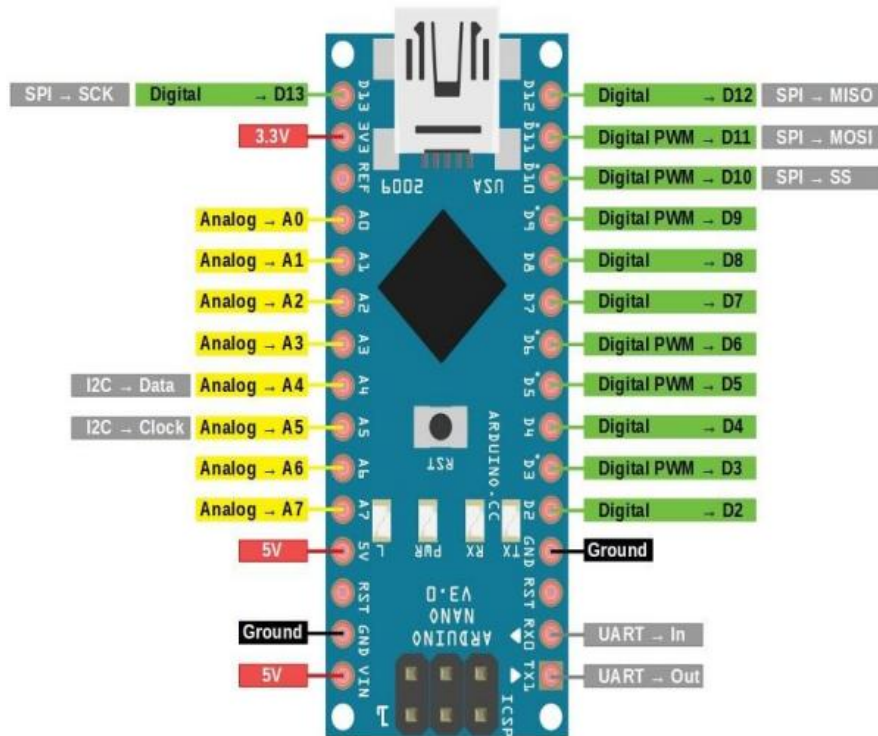 SPI → SCK Digital → D13
3.3V
Analog → A0
Analog → A1
Analog → A2
Analog → A3
I2C → Data Analog → A4
I2C → Clock Analog → A5
Analog → A6
Analog → A7
5V
Ground
5V
D13
3V3
REF
A0
A1
A2
A3
A4
A5
A6
A7
5V
RST
GND
VIN
2009
USA
RST
ARDUINO.CC
L
PWR
RX
TX
ARDUINO
NANO
V3.0
1
ICSP
D12
D11
D10
D9
D8
D7
D6
D5
D4
D3
D2
GND
RST
RX0
TX1
Digital → D12 SPI → MISO
Digital PWM → D11 SPI → MOSI
Digital PWM → D10 SPI → SS
Digital PWM → D9
Digital → D8
Digital → D7
Digital PWM → D6
Digital PWM → D5
Digital → D4
Digital PWM → D3
Digital → D2
Ground
UART → In
UART → Out